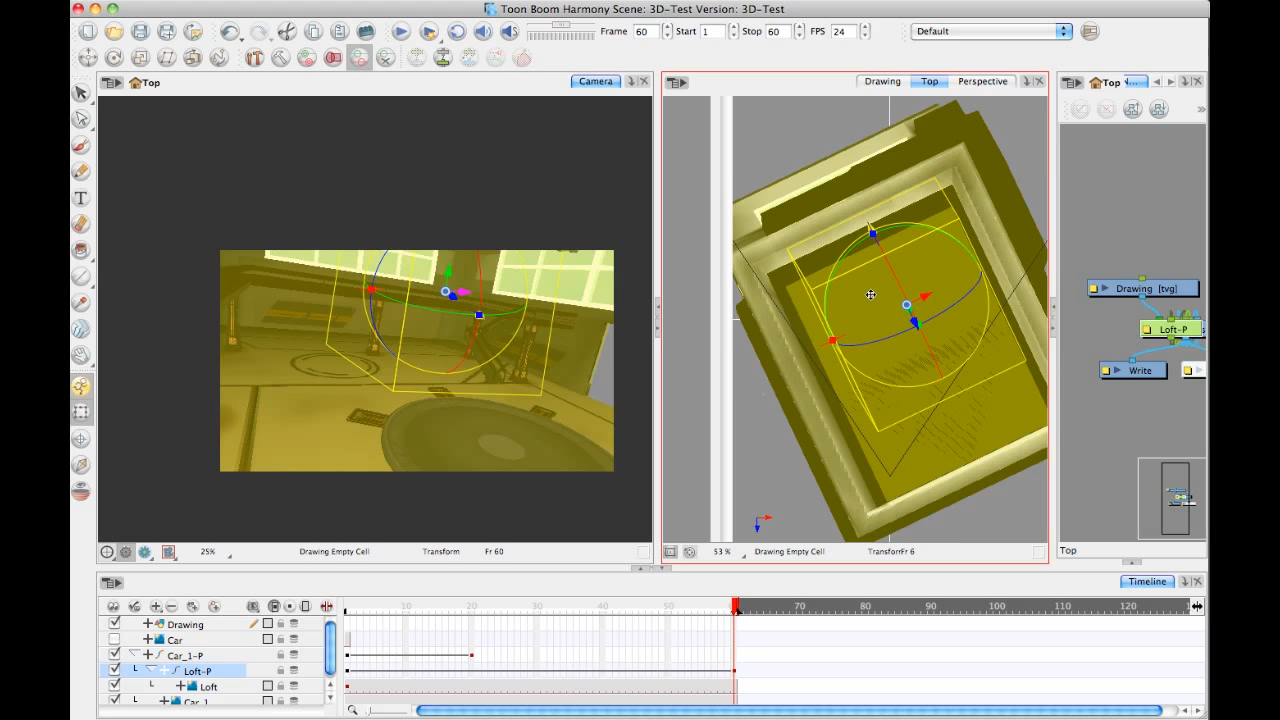 Toon Boom Harmony Scene: 3D-Test Version: 3D-Test
Frame 60 Start 1 Stop 60 FPS 24 Default
Top Camera
Drawing Top Perspective
Top
T
Drawing [tvg]
Loft-P
Write
25% Drawing Empty Cell Transform Fr 60
53 % Drawing Empty Cell
Top
Timeline
10 20 30 40 50 70 80 90 100 110 120
Drawing
Car
Car_1-P
Loft-P
Loft
Car_1